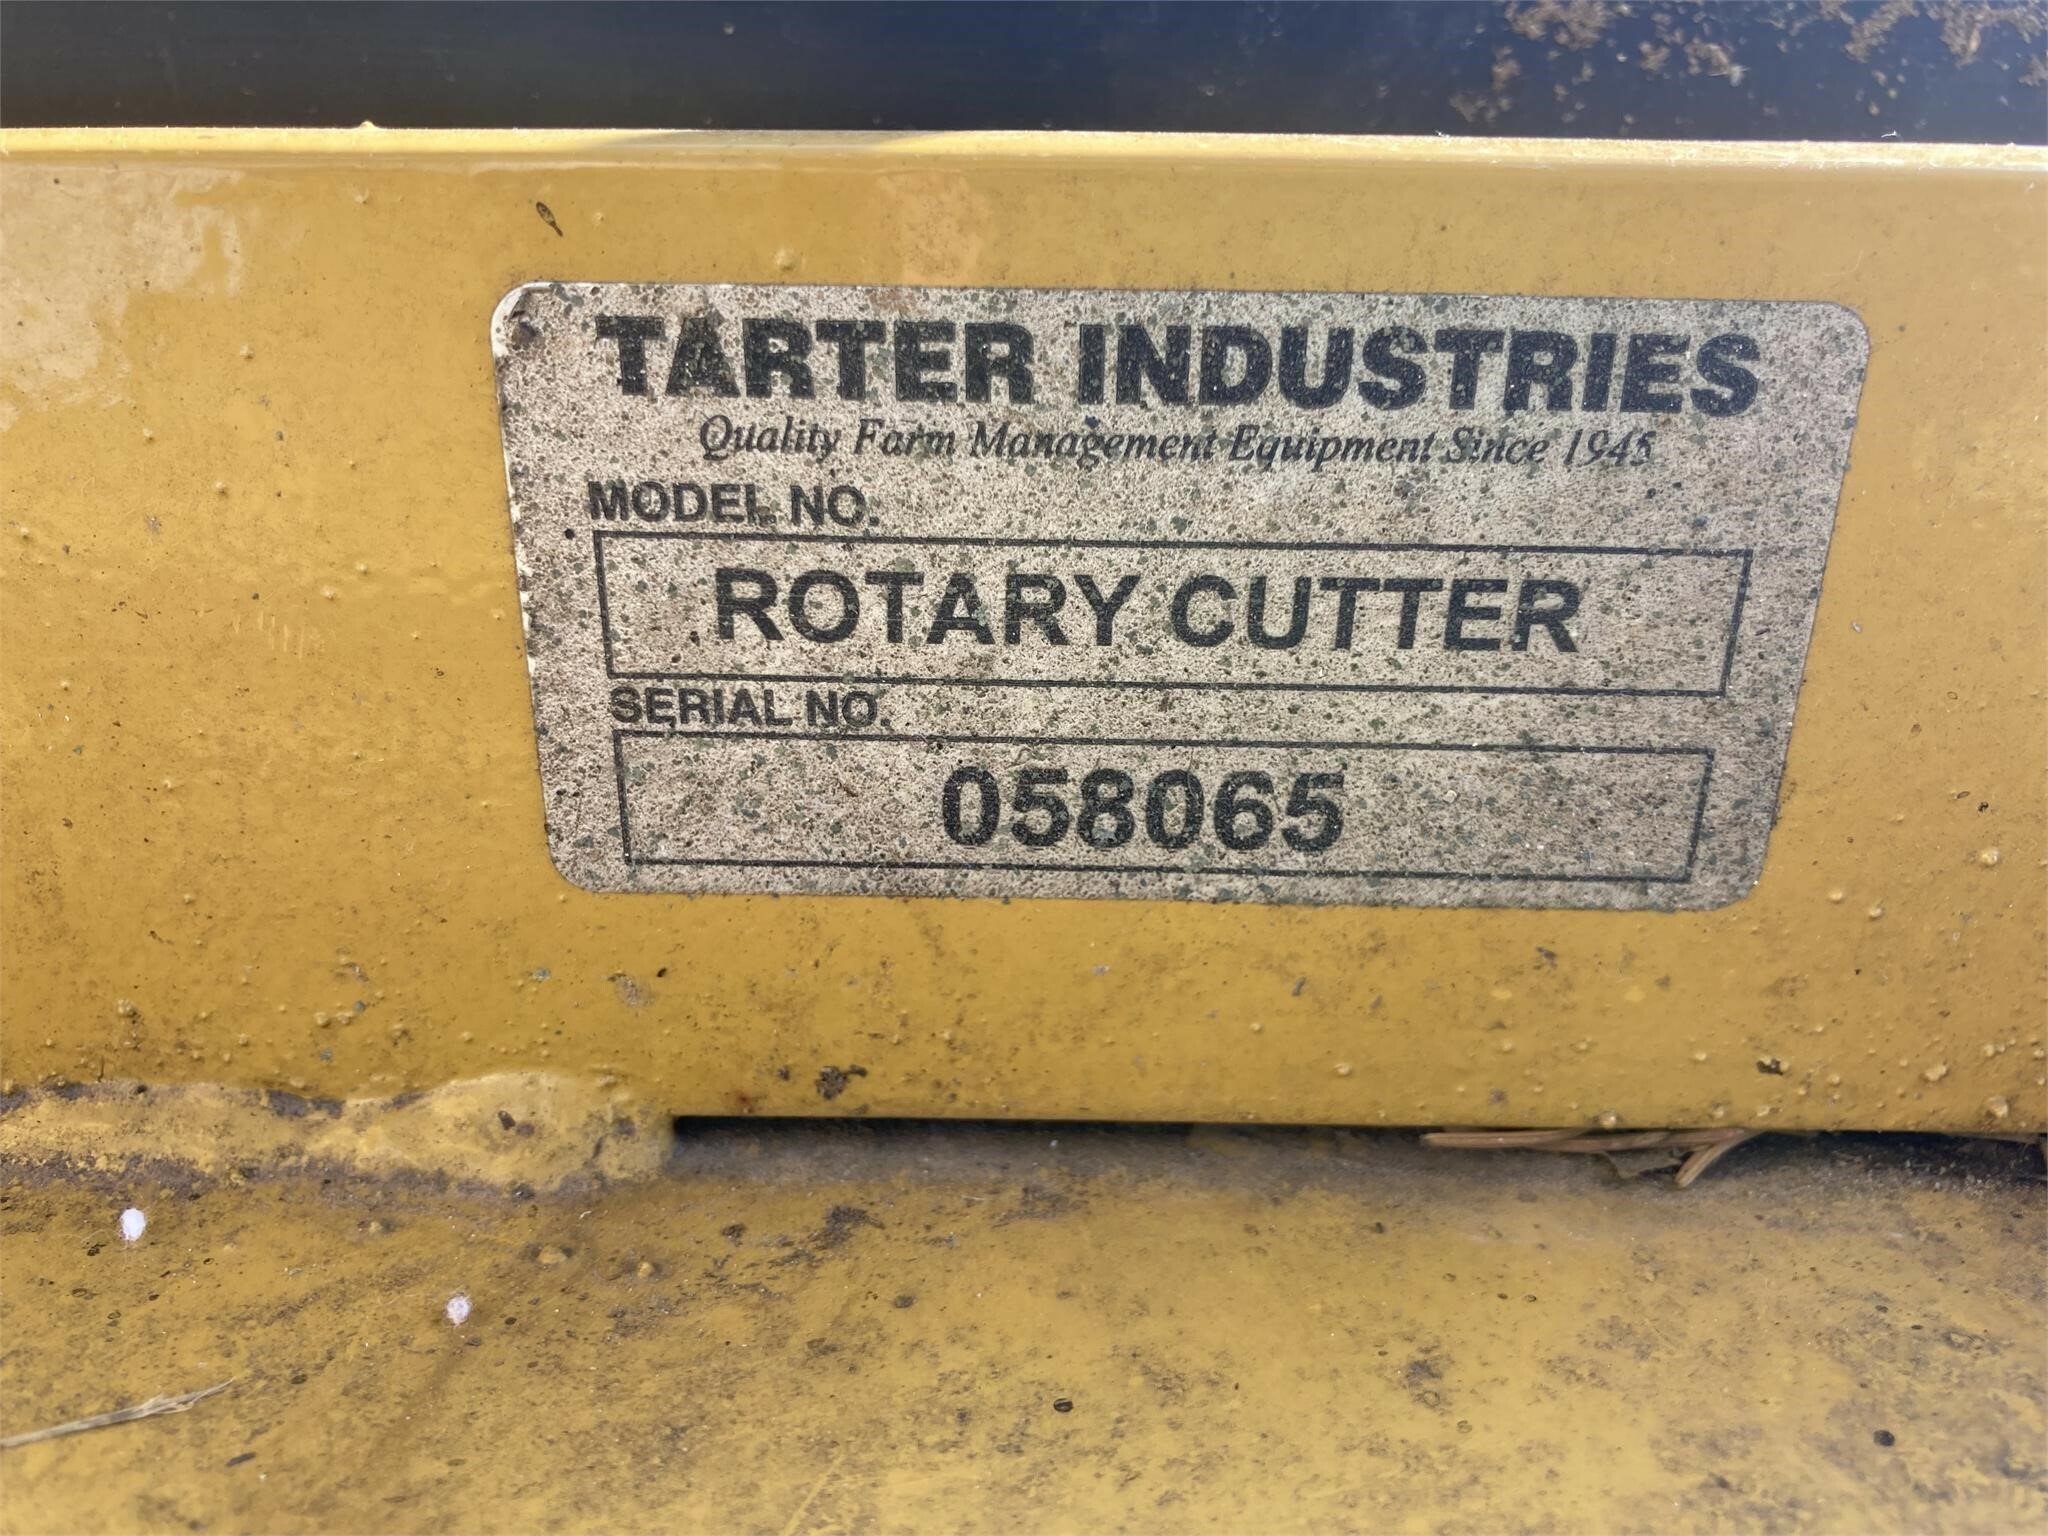 TARTER INDUSTRIES
Quality Farm Management Equipment Since 1945
MODEL NO.
ROTARY CUTTER
SERIAL NO.
058065